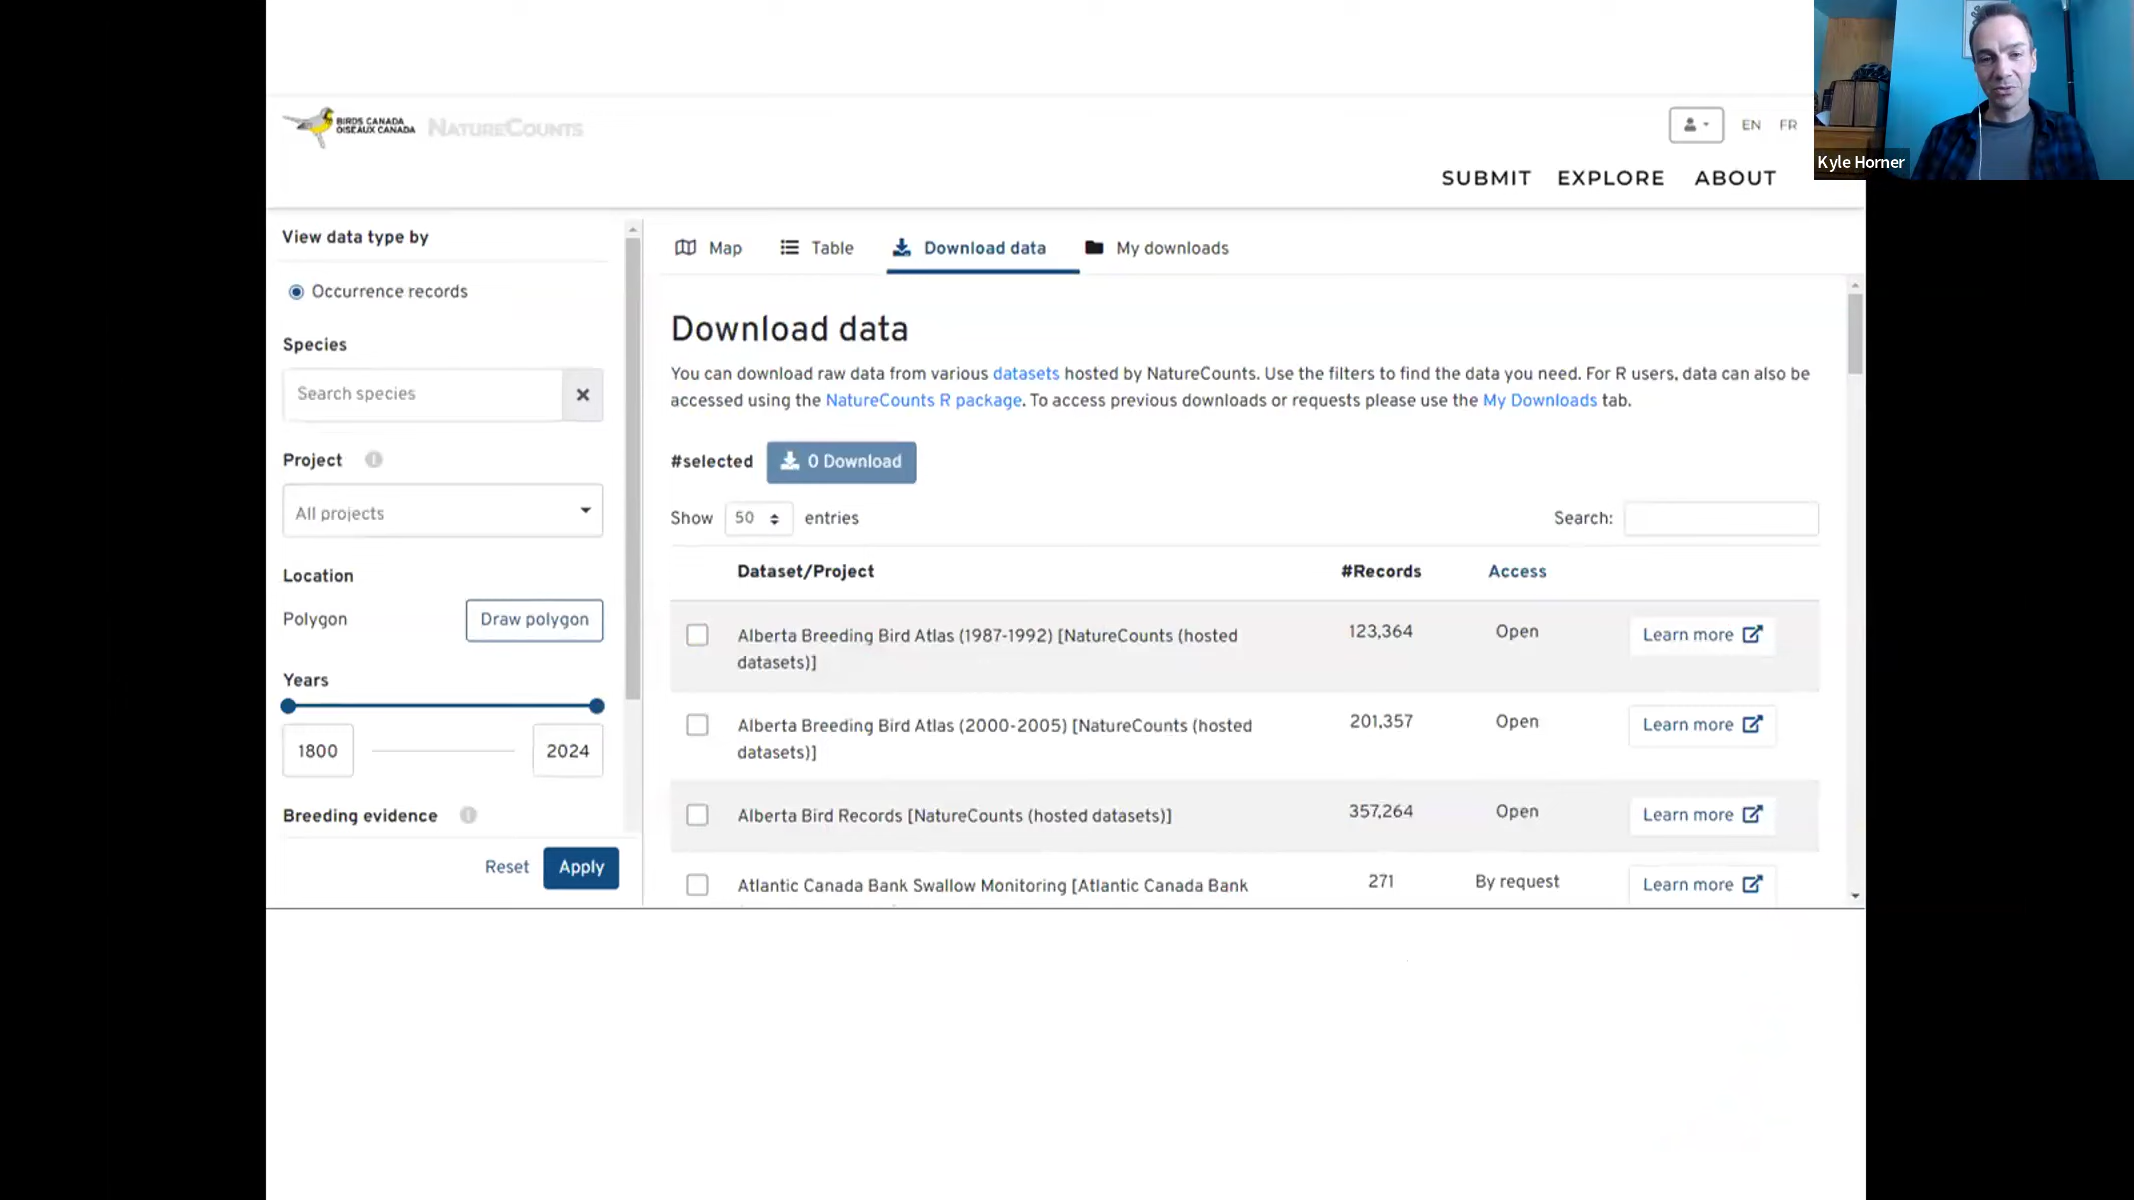 BIRDS CANADA
OISEAUX CANADA
NATURECOUNTS
EN FR
Kyle Horner
SUBMIT EXPLORE ABOUT
View data type by
Occurrence records
Species
Search species
Project
All projects
Location
Polygon
Draw polygon
Years
1800
2024
Breeding evidence
Reset
Apply
Map
Table
Download data
My downloads
Download data
You can download raw data from various datasets hosted by NatureCounts. Use the filters to find the data you need. For R users, data can also be
accessed using the NatureCounts R package. To access previous downloads or requests please use the My Downloads tab.
#selected 0 Download
Show 50 entries
Search:
Dataset/Project #Records Access
Alberta Breeding Bird Atlas (1987-1992) [NatureCounts (hosted
datasets)]
123,364 Open Learn more
Alberta Breeding Bird Atlas (2000-2005) [NatureCounts (hosted
datasets)]
201,357 Open Learn more
Alberta Bird Records [NatureCounts (hosted datasets)]
357,264 Open Learn more
Atlantic Canada Bank Swallow Monitoring [Atlantic Canada Bank
271 By request Learn more